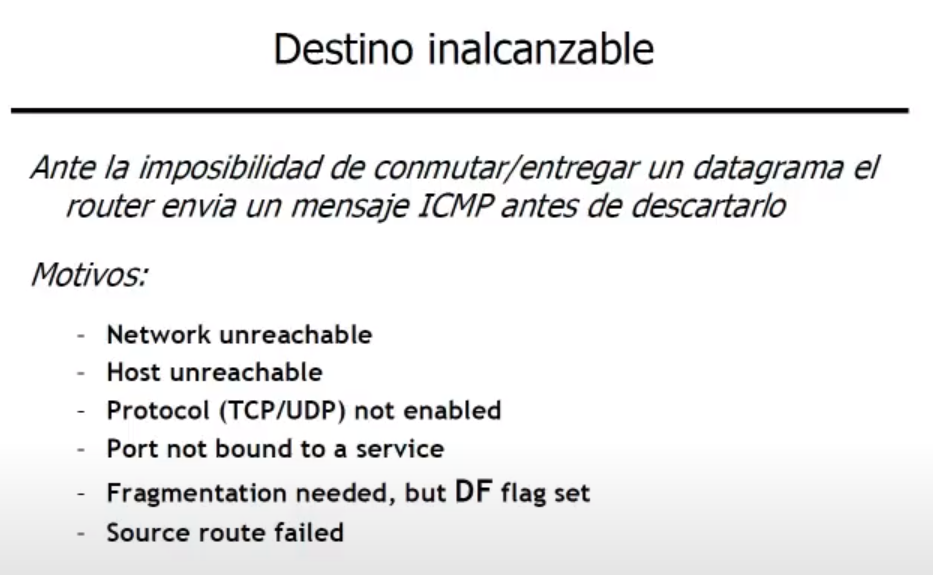 Destino inalcanzable
Ante la imposibilidad de conmutar/entregar un datagrama el
router envia un mensaje ICMP antes de descartarlo
Motivos:
- Network unreachable
- Host unreachable
- Protocol (TCP/UDP) not enabled
- Port not bound to a service
- Fragmentation needed, but DF flag set
- Source route failed